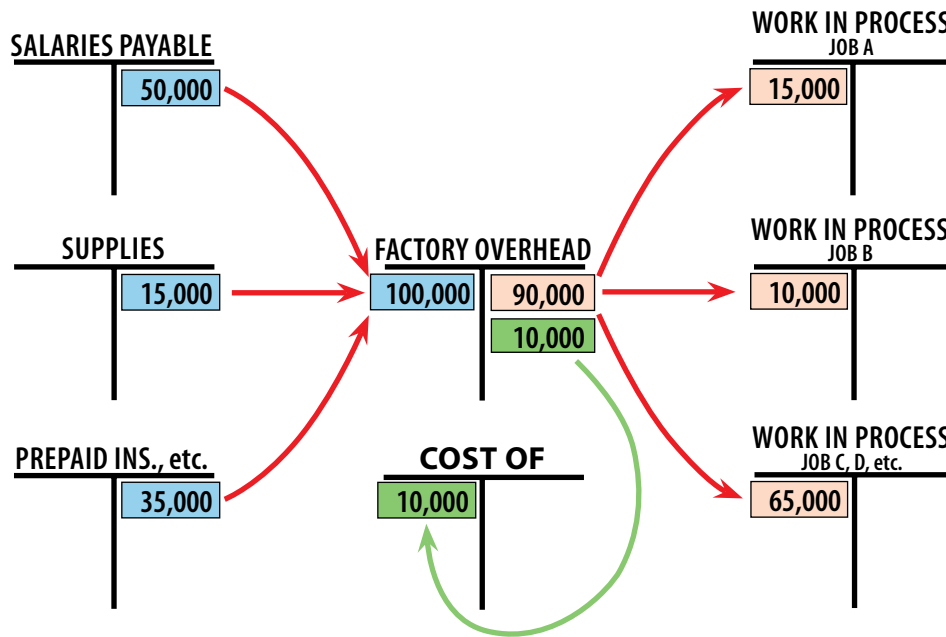 SALARIES PAYABLE
50,000
SUPPLIES
15,000
PREPAID INS., etc.
35,000
FACTORY OVERHEAD
100,000
90,000
10,000
COST OF
10,000
WORK IN PROCESS
JOB A
15,000
WORK IN PROCESS
JOB B
10,000
WORK IN PROCESS
JOB C, D, etc.
65,000